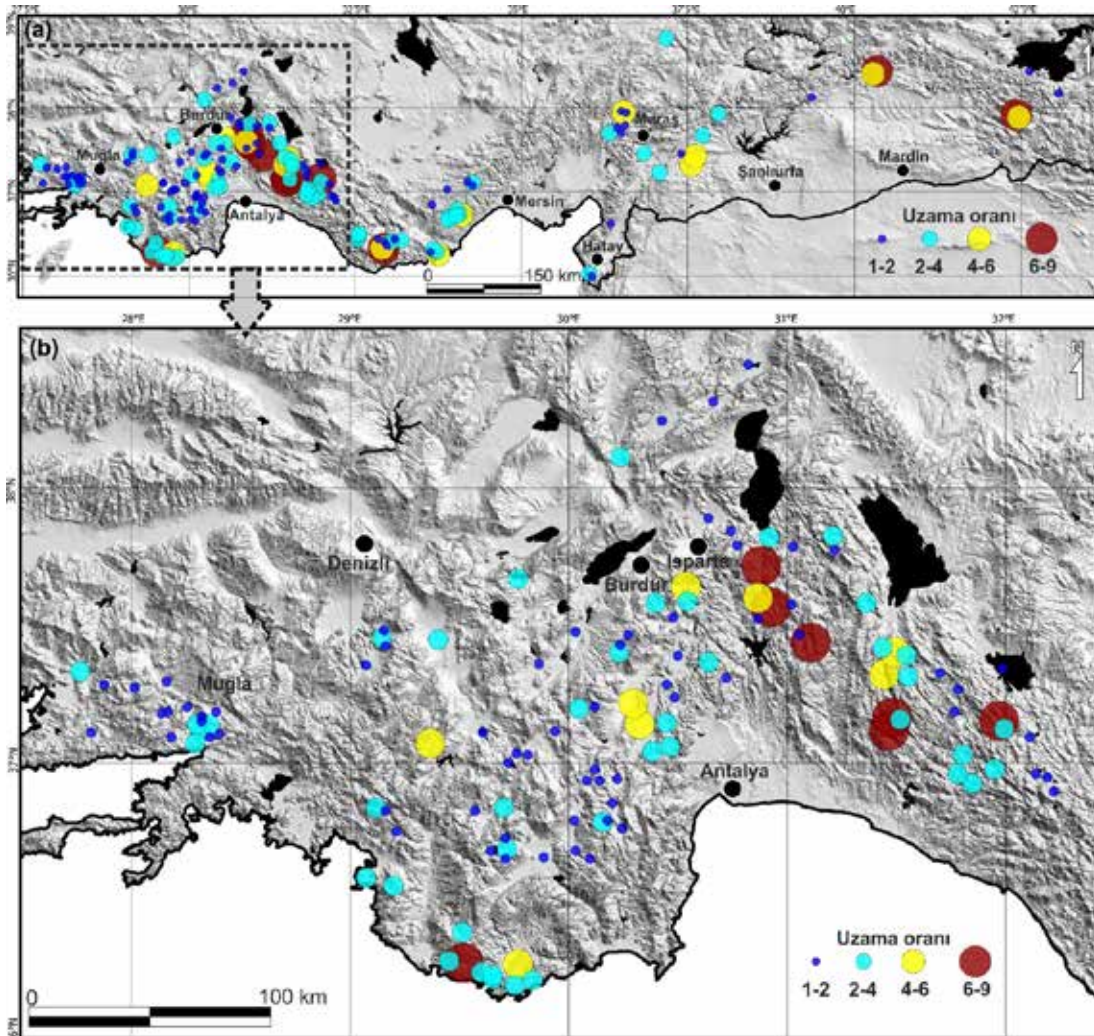 (a)
Burdur
Maraş
Muğla
Mardin
Şanlıurfa
Mersin
Antalya
Hatay
Uzama oranı
1-2 2-4 4-6 6-9
0 150 km
28°E 29°E 30°E 31°E
(b)
Denizli
Isparta
Burdur
Mugla
Antalya
Uzama oranı
1-2 2-4 4-6 6-9
0 100 km